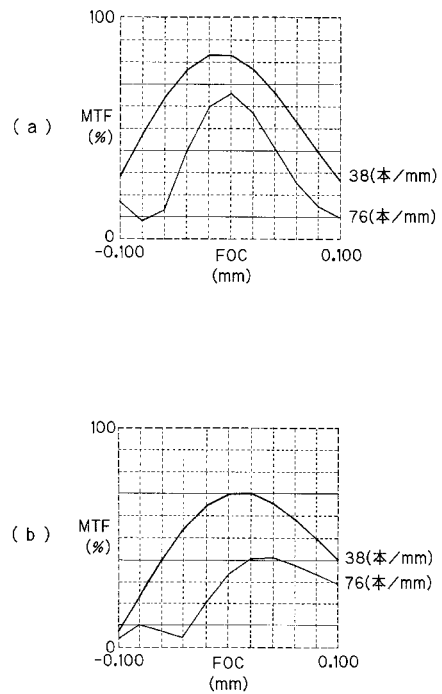 100
(a)
MTF
(%)
38(本/mm)
76(本/mm)
0
-0.100
FOC
0.100
(mm)
100
(b)
MTF
(%)
38(本/mm)
76(本/mm)
0
-0.100
FOC
0.100
(mm)